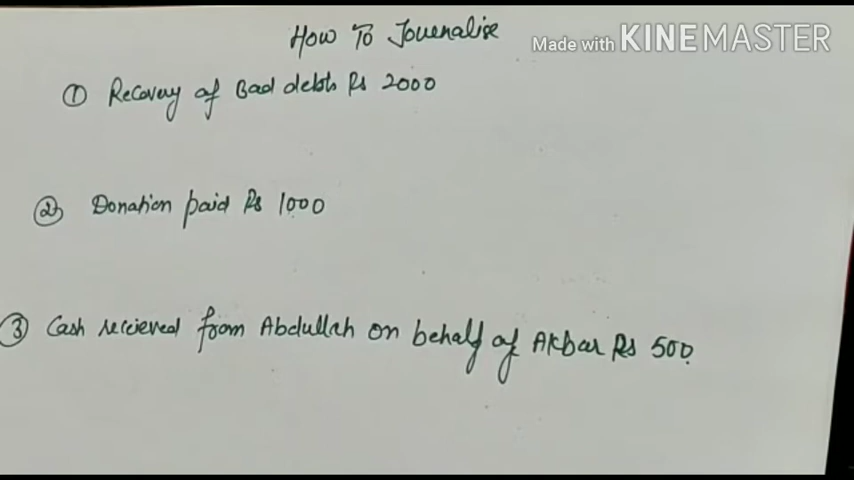 How To Journalise
Made with KINEMASTER
① Recovery of Bad debts Rs 2000
② Donation paid Rs 1000
③ Cash recieved from Abdullah on behalf of Akbar Rs 500